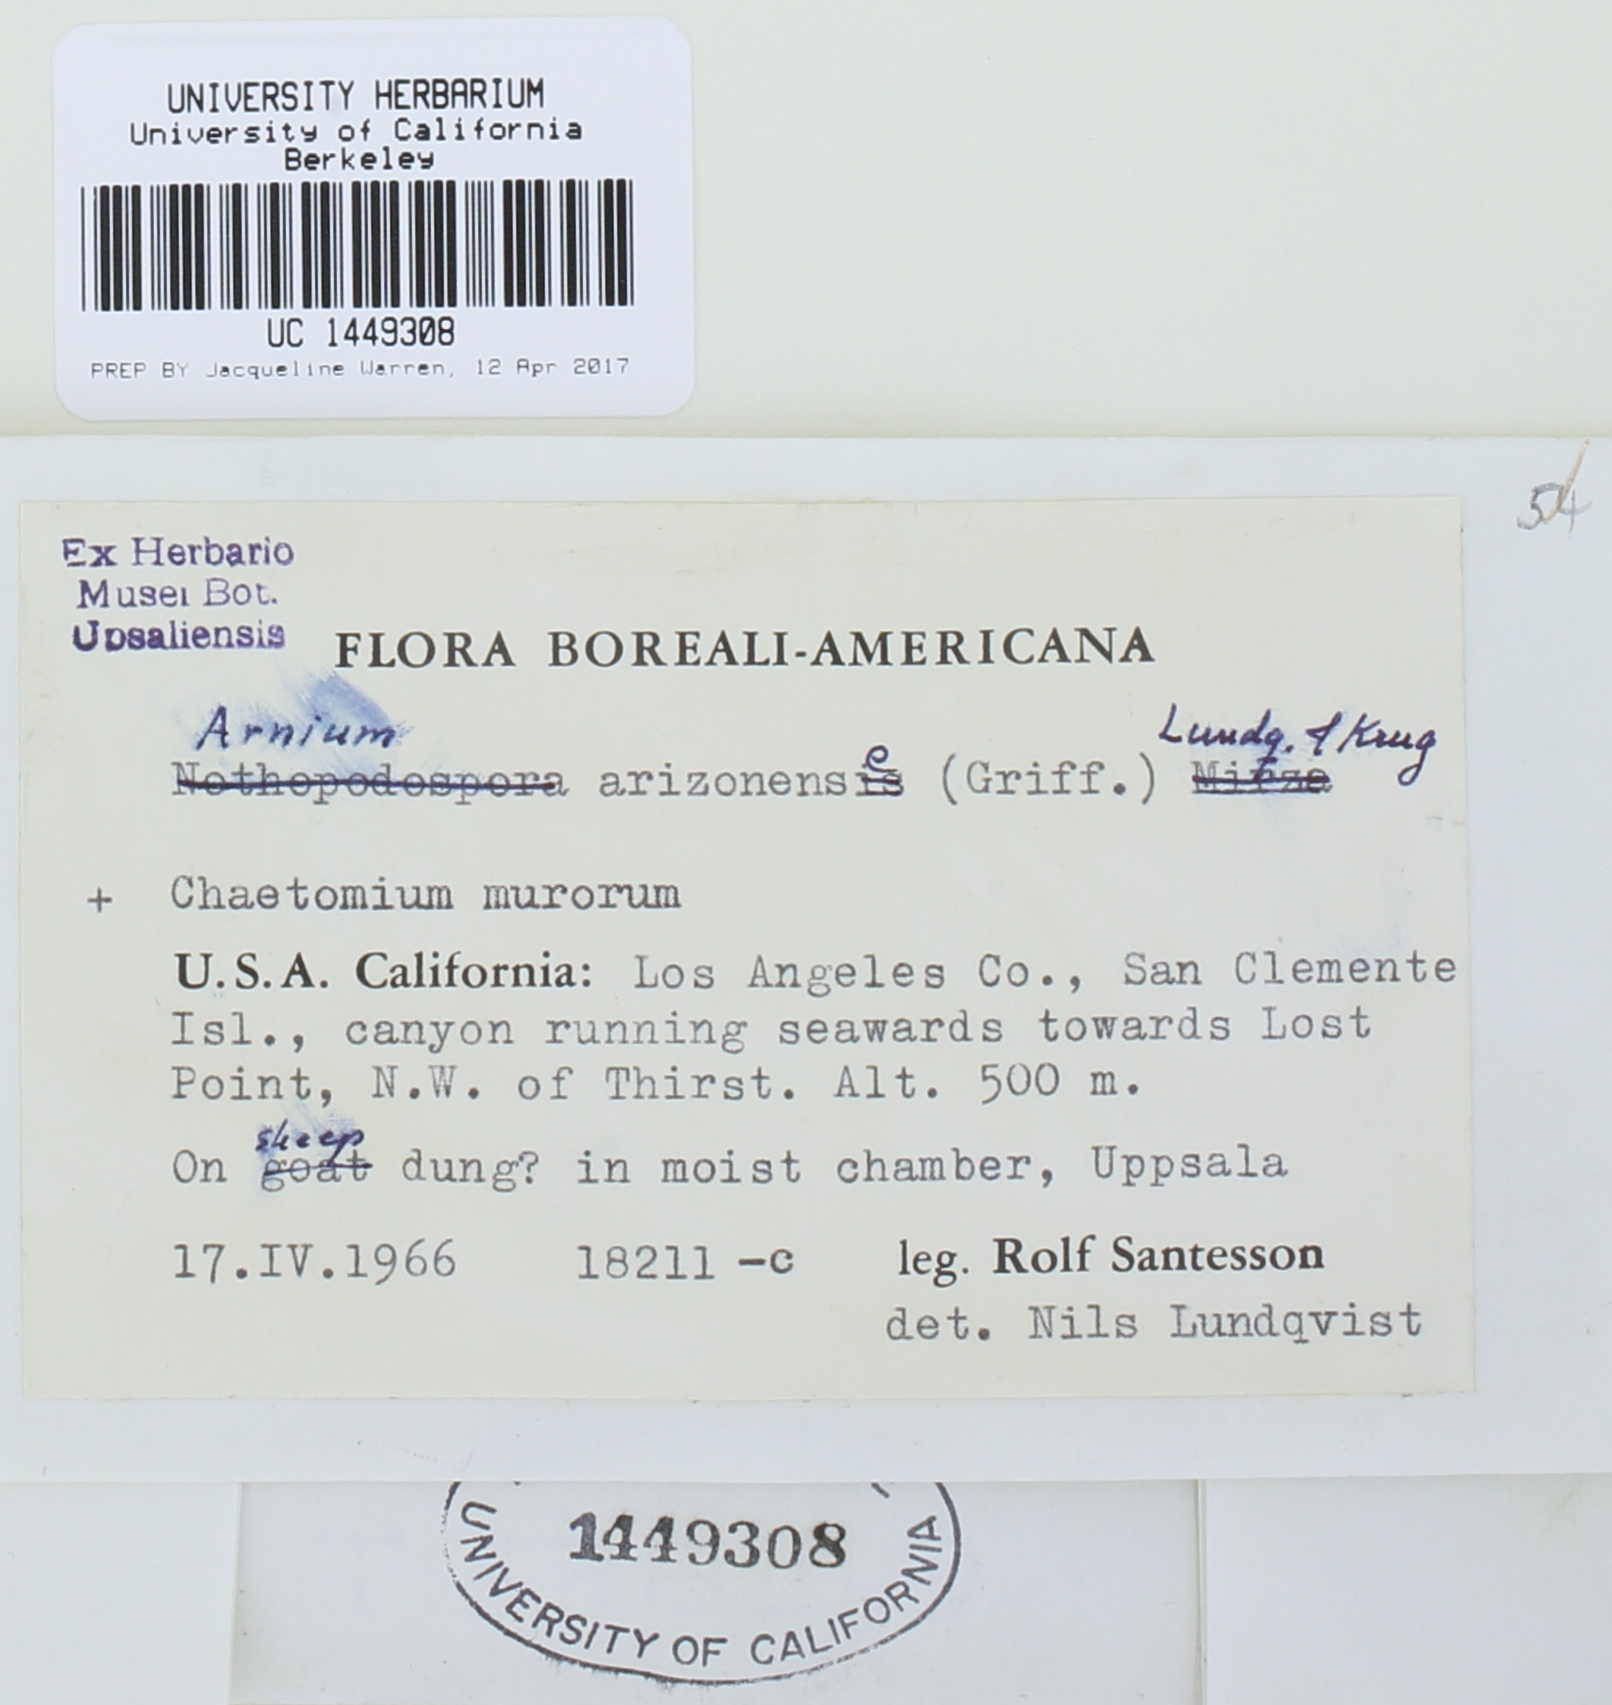 UNIVERSITY HERBARIUM
University of California
Berkeley
UC 1449308
PREP BY Jacqueline Warren, 12 Apr 2017
54
Ex Herbario
Musei Bot.
Upsaliensis
FLORA BOREALI-AMERICANA
Arnium Lundq. & Krug
Nothopodospora arizonensis e (Griff.) Mirza
+ Chaetomium murorum
U.S.A. California: Los Angeles Co., San Clemente
Isl., canyon running seawards towards Lost
Point, N.W. of Thirst. Alt. 500 m.
sheep
On goat dung? in moist chamber, Uppsala
17.IV.1966 18211 -c leg. Rolf Santesson
det. Nils Lundqvist
1449308
UNIVERSITY OF CALIFORNIA